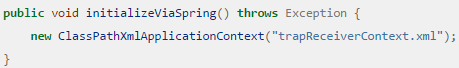 public void initializeViaSpring() throws Exception {
    new ClassPathXmlApplicationContext("trapReceiverContext.xml");
}